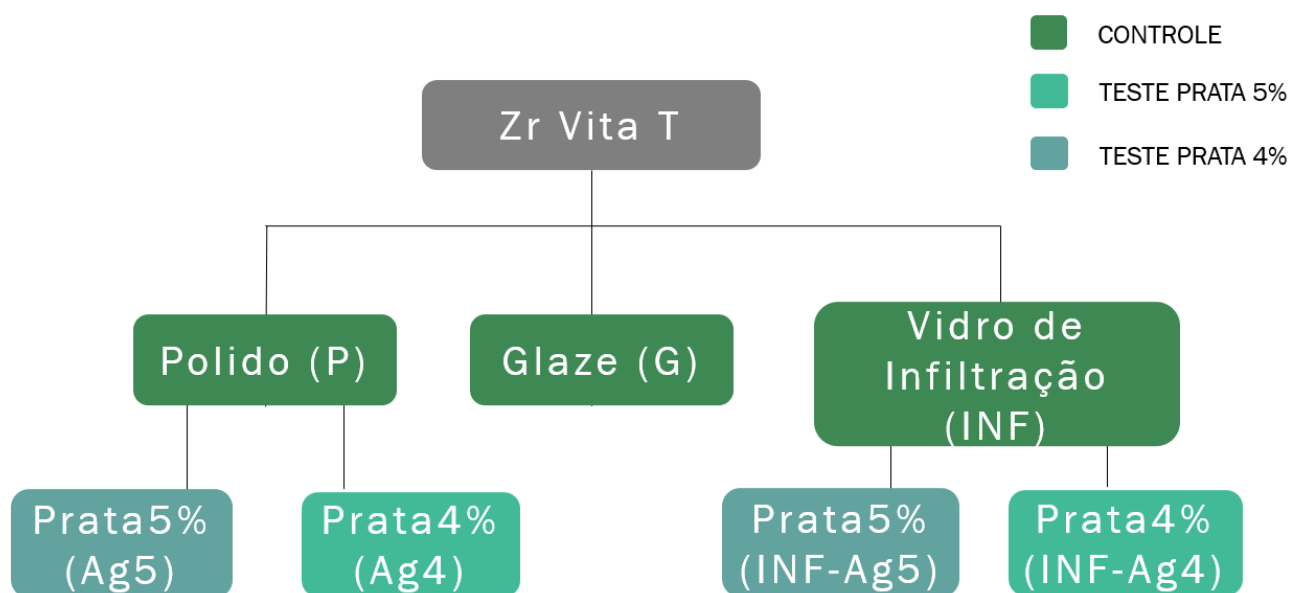 CONTROLE
TESTE PRATA 5%
TESTE PRATA 4%
Zr Vita T
Polido (P)
Glaze (G)
Vidro de
Infiltração
(INF)
Prata5%
(Ag5)
Prata4%
(Ag4)
Prata5%
(INF-Ag5)
Prata4%
(INF-Ag4)